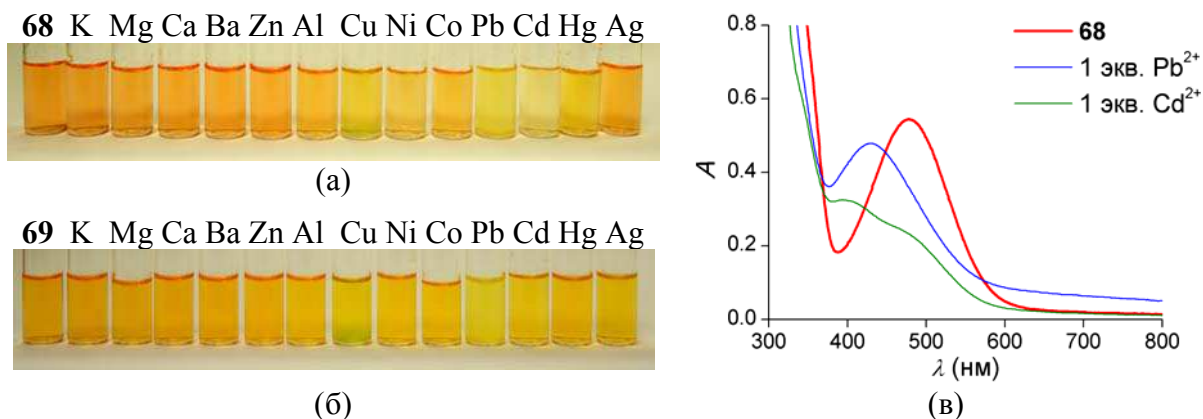 68 K Mg Ca Ba Zn Al Cu Ni Co Pb Cd Hg Ag
(а)
69 K Mg Ca Ba Zn Al Cu Ni Co Pb Cd Hg Ag
(б)
0.8
0.6
0.4
0.2
0.0
A
300 400 500 600 700 800
λ (нм)
68
1 экв. Pb²⁺
1 экв. Cd²⁺
(в)